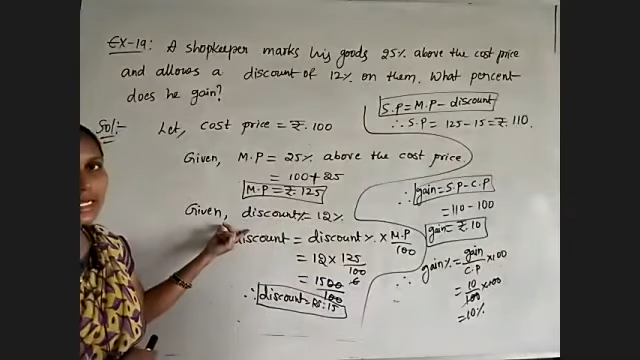 Ex-19: A shopkeeper marks his goods 25% above the cost price
and allows a discount of 12% on them. What percent
does he gain?
Sol:- Let, cost price = ₹.100
Given, M.P = 25% above the cost price
= 100+25
M.P = ₹.125
Given, discount% = 12%
discount = discount% × M.P/100
= 12 × 125/100
= 1500/100
∴ discount = Rs.15
S.P = M.P - discount
∴ S.P = 125-15 = ₹.110
∴ gain = S.P - C.P
= 110 - 100
gain = ₹.10
∴ gain% = gain/C.P × 100
= 10/100 × 100
= 10%